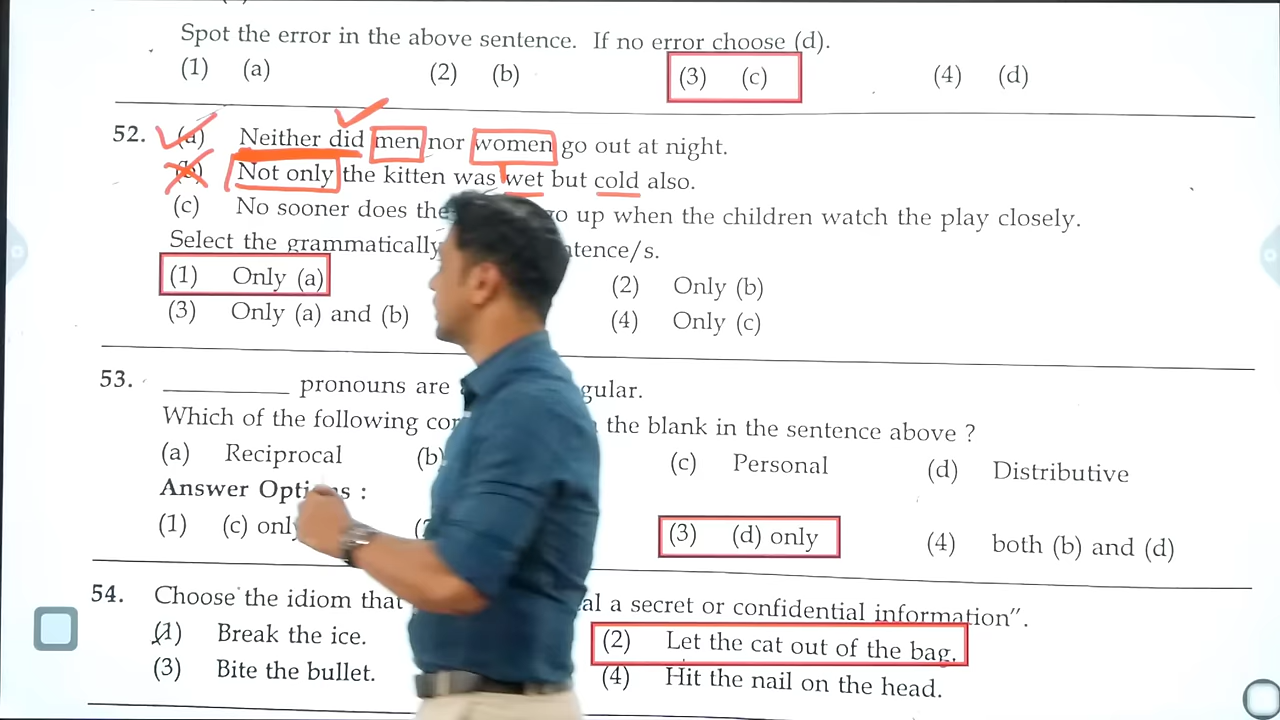 Spot the error in the above sentence. If no error choose (d).
(1) (a) (2) (b) (3) (c) (4) (d)
52. (a) Neither did men nor women go out at night.
Not only the kitten was wet but cold also.
(c) No sooner does the go up when the children watch the play closely.
Select the grammatically
(1) Only (a) (2) Only (b)
(3) Only (a) and (b) (4) Only (c)
53. ________ pronouns are
Which of the following the blank in the sentence above ?
(a) Reciprocal (b) (c) Personal (d) Distributive
Answer
(1) (c) (3) (d) only (4) both (b) and (d)
54. Choose the idiom that a secret or confidential information”.
(1) Break the ice. (2) Let the cat out of the bag.
(3) Bite the bullet. (4) Hit the nail on the head.